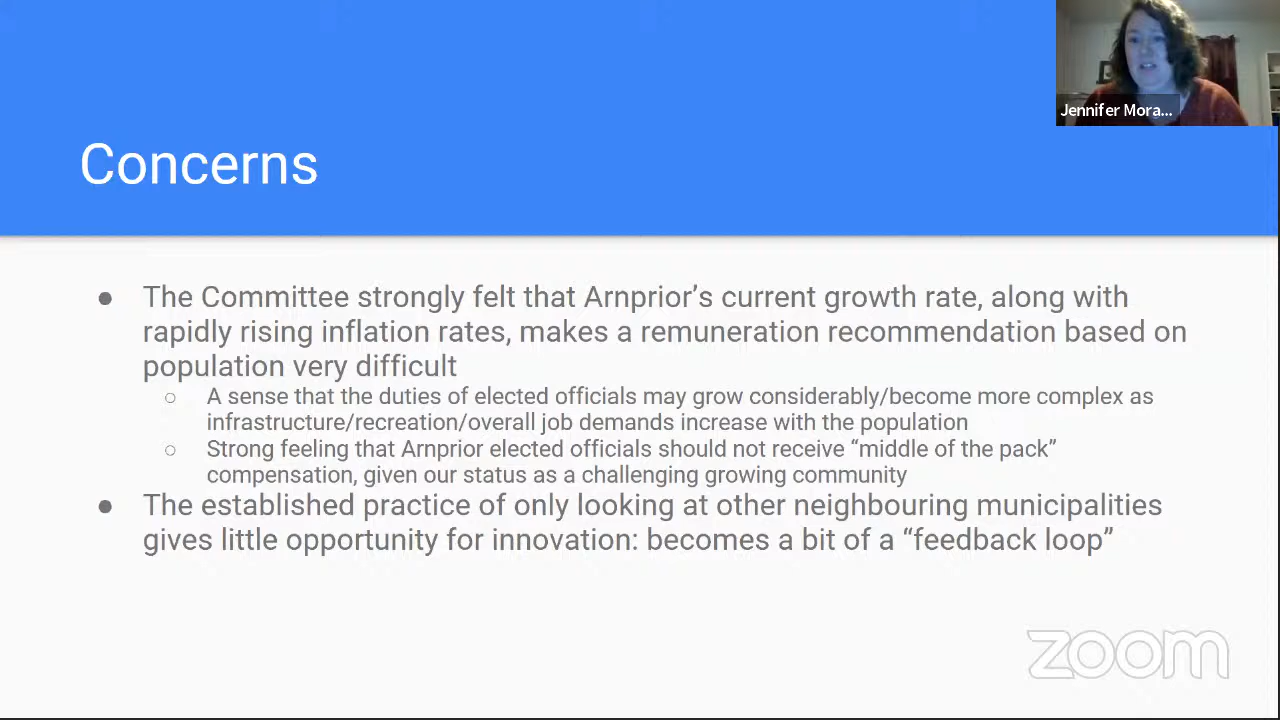 Jennifer Mora...
Concerns
● The Committee strongly felt that Arnprior’s current growth rate, along with
rapidly rising inflation rates, makes a remuneration recommendation based on
population very difficult
○ A sense that the duties of elected officials may grow considerably/become more complex as
infrastructure/recreation/overall job demands increase with the population
○ Strong feeling that Arnprior elected officials should not receive “middle of the pack”
compensation, given our status as a challenging growing community
● The established practice of only looking at other neighbouring municipalities
gives little opportunity for innovation: becomes a bit of a “feedback loop”
zoom